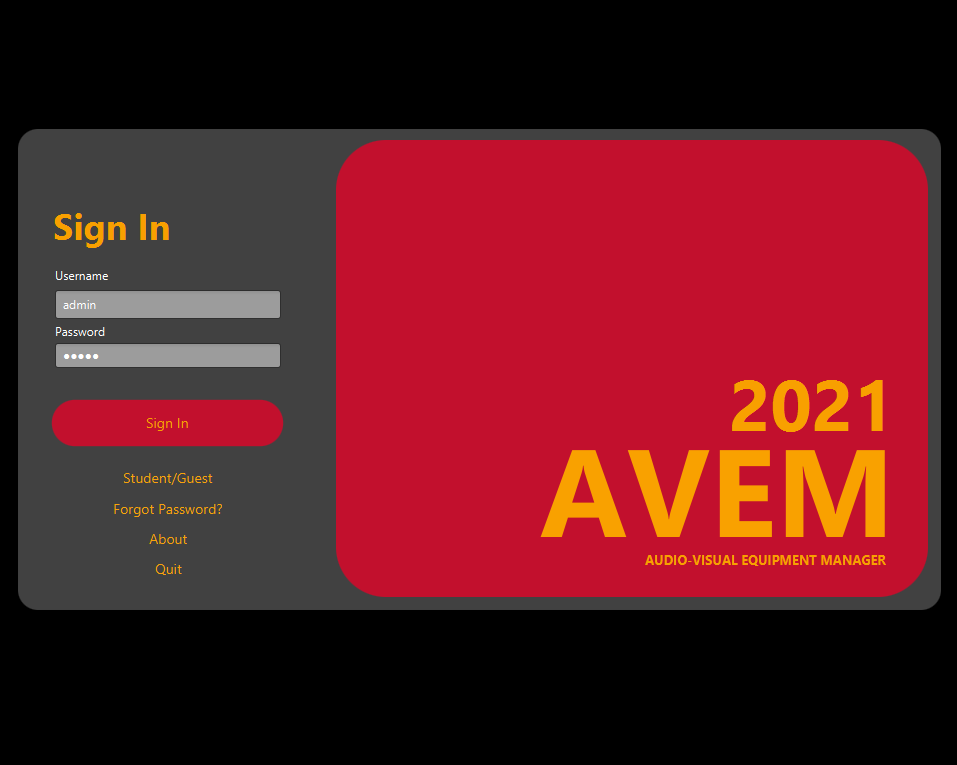 Sign In
Username
admin
Password
●●●●●
Sign In
Student/Guest
Forgot Password?
About
Quit
2021
AVEM
AUDIO-VISUAL EQUIPMENT MANAGER